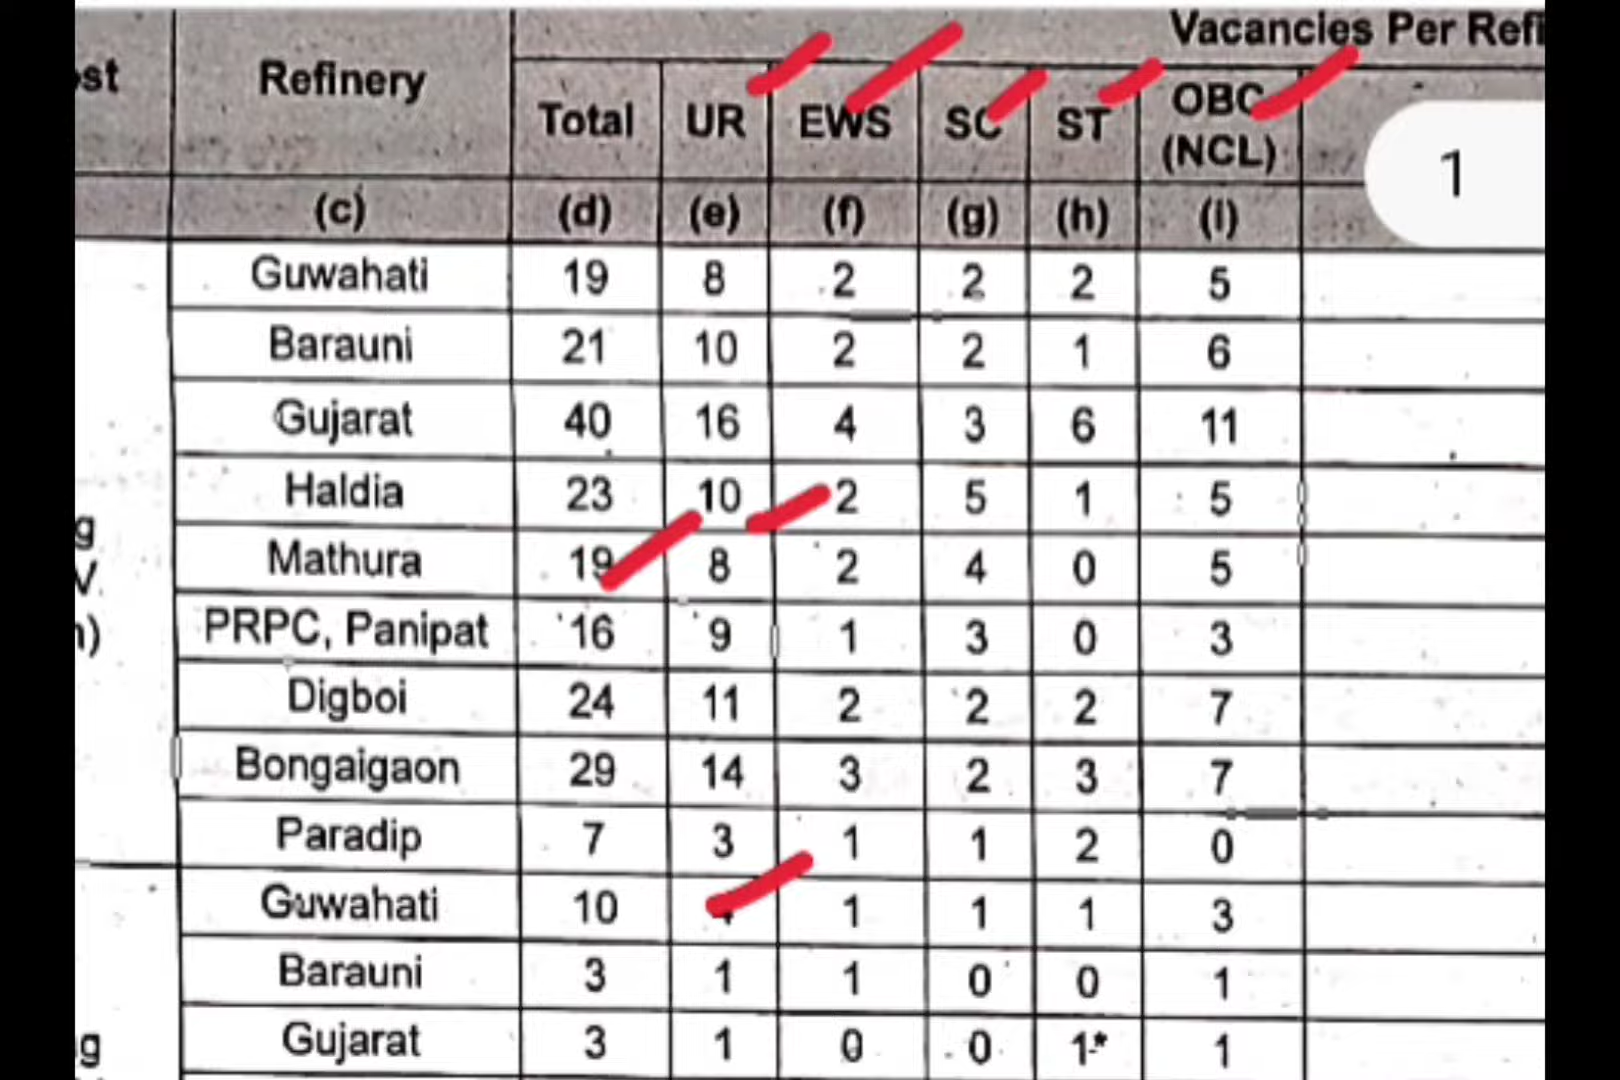 Vacancies Per Refi
ost Refinery Total UR EWS SC ST OBC (NCL)
1
(c) (d) (e) (f) (g) (h) (i)
Guwahati 19 8 2 2 2 5
Barauni 21 10 2 2 1 6
Gujarat 40 16 4 3 6 11
Haldia 23 10 2 5 1 5
g
Mathura 19 8 2 4 0 5
V.
PRPC, Panipat 16 9 1 3 0 3
n)
Digboi 24 11 2 2 2 7
Bongaigaon 29 14 3 2 3 7
Paradip 7 3 1 1 2 0
Guwahati 10 1 1 1 3
Barauni 3 1 1 0 0 1
Gujarat 3 1 0 0 1* 1
g